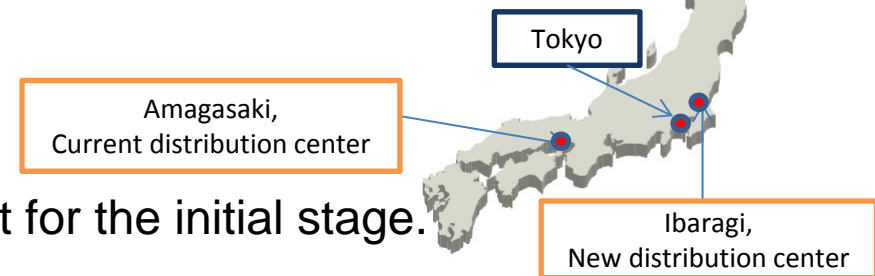 Tokyo
Amagasaki,
Current distribution center
t for the initial stage.
Ibaragi,
New distribution center